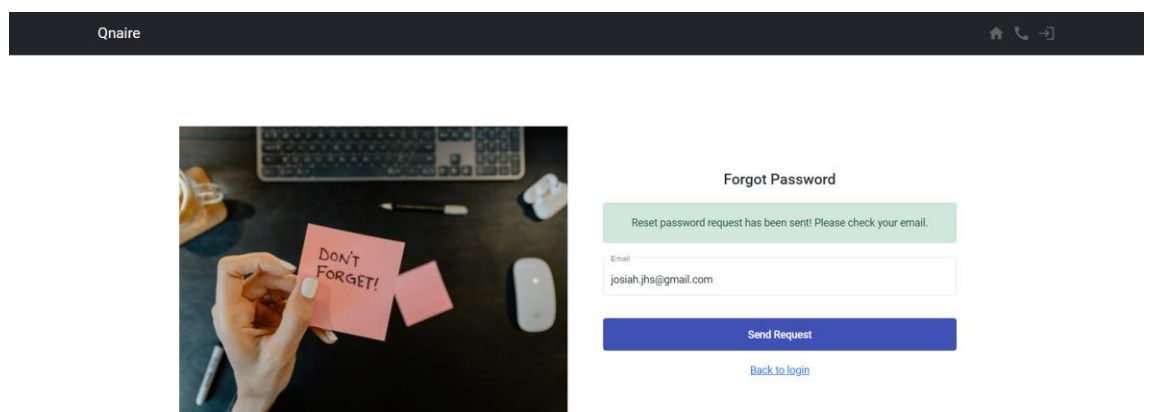 Qnaire
DON'T
FORGET!
Forgot Password
Reset password request has been sent! Please check your email.
Email
josiah.jhs@gmail.com
Send Request
Back to login